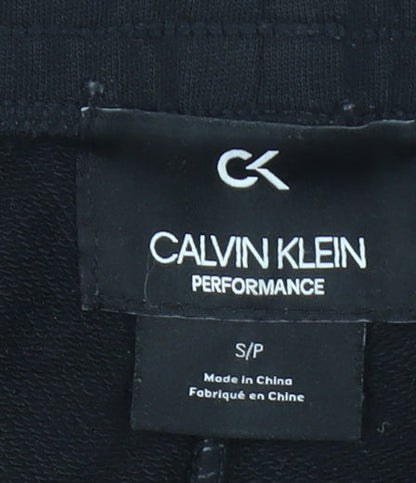 CK
CALVIN KLEIN
PERFORMANCE
S/P
Made in China
Fabriqué en Chine